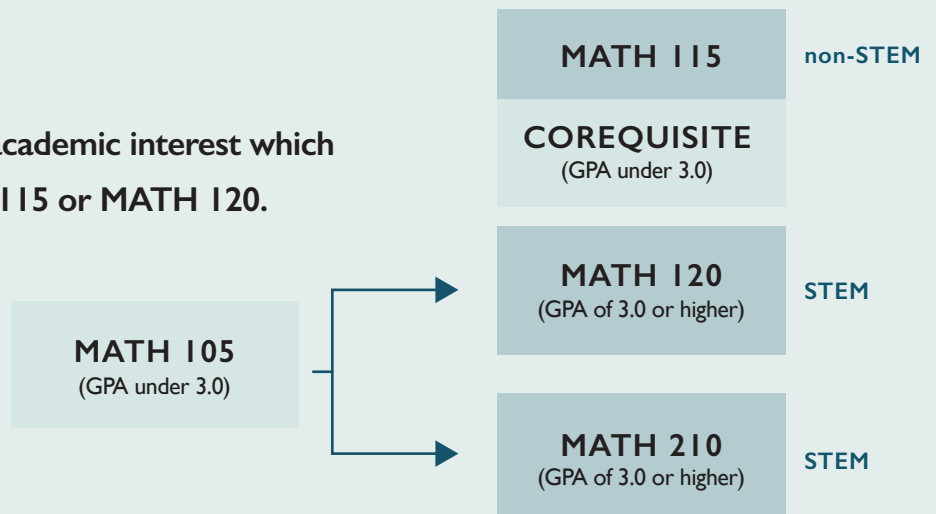 MATH 115
non-STEM
COREQUISITE
(GPA under 3.0)
academic interest which
115 or MATH 120.
MATH 120
(GPA of 3.0 or higher)
STEM
MATH 105
(GPA under 3.0)
MATH 210
(GPA of 3.0 or higher)
STEM